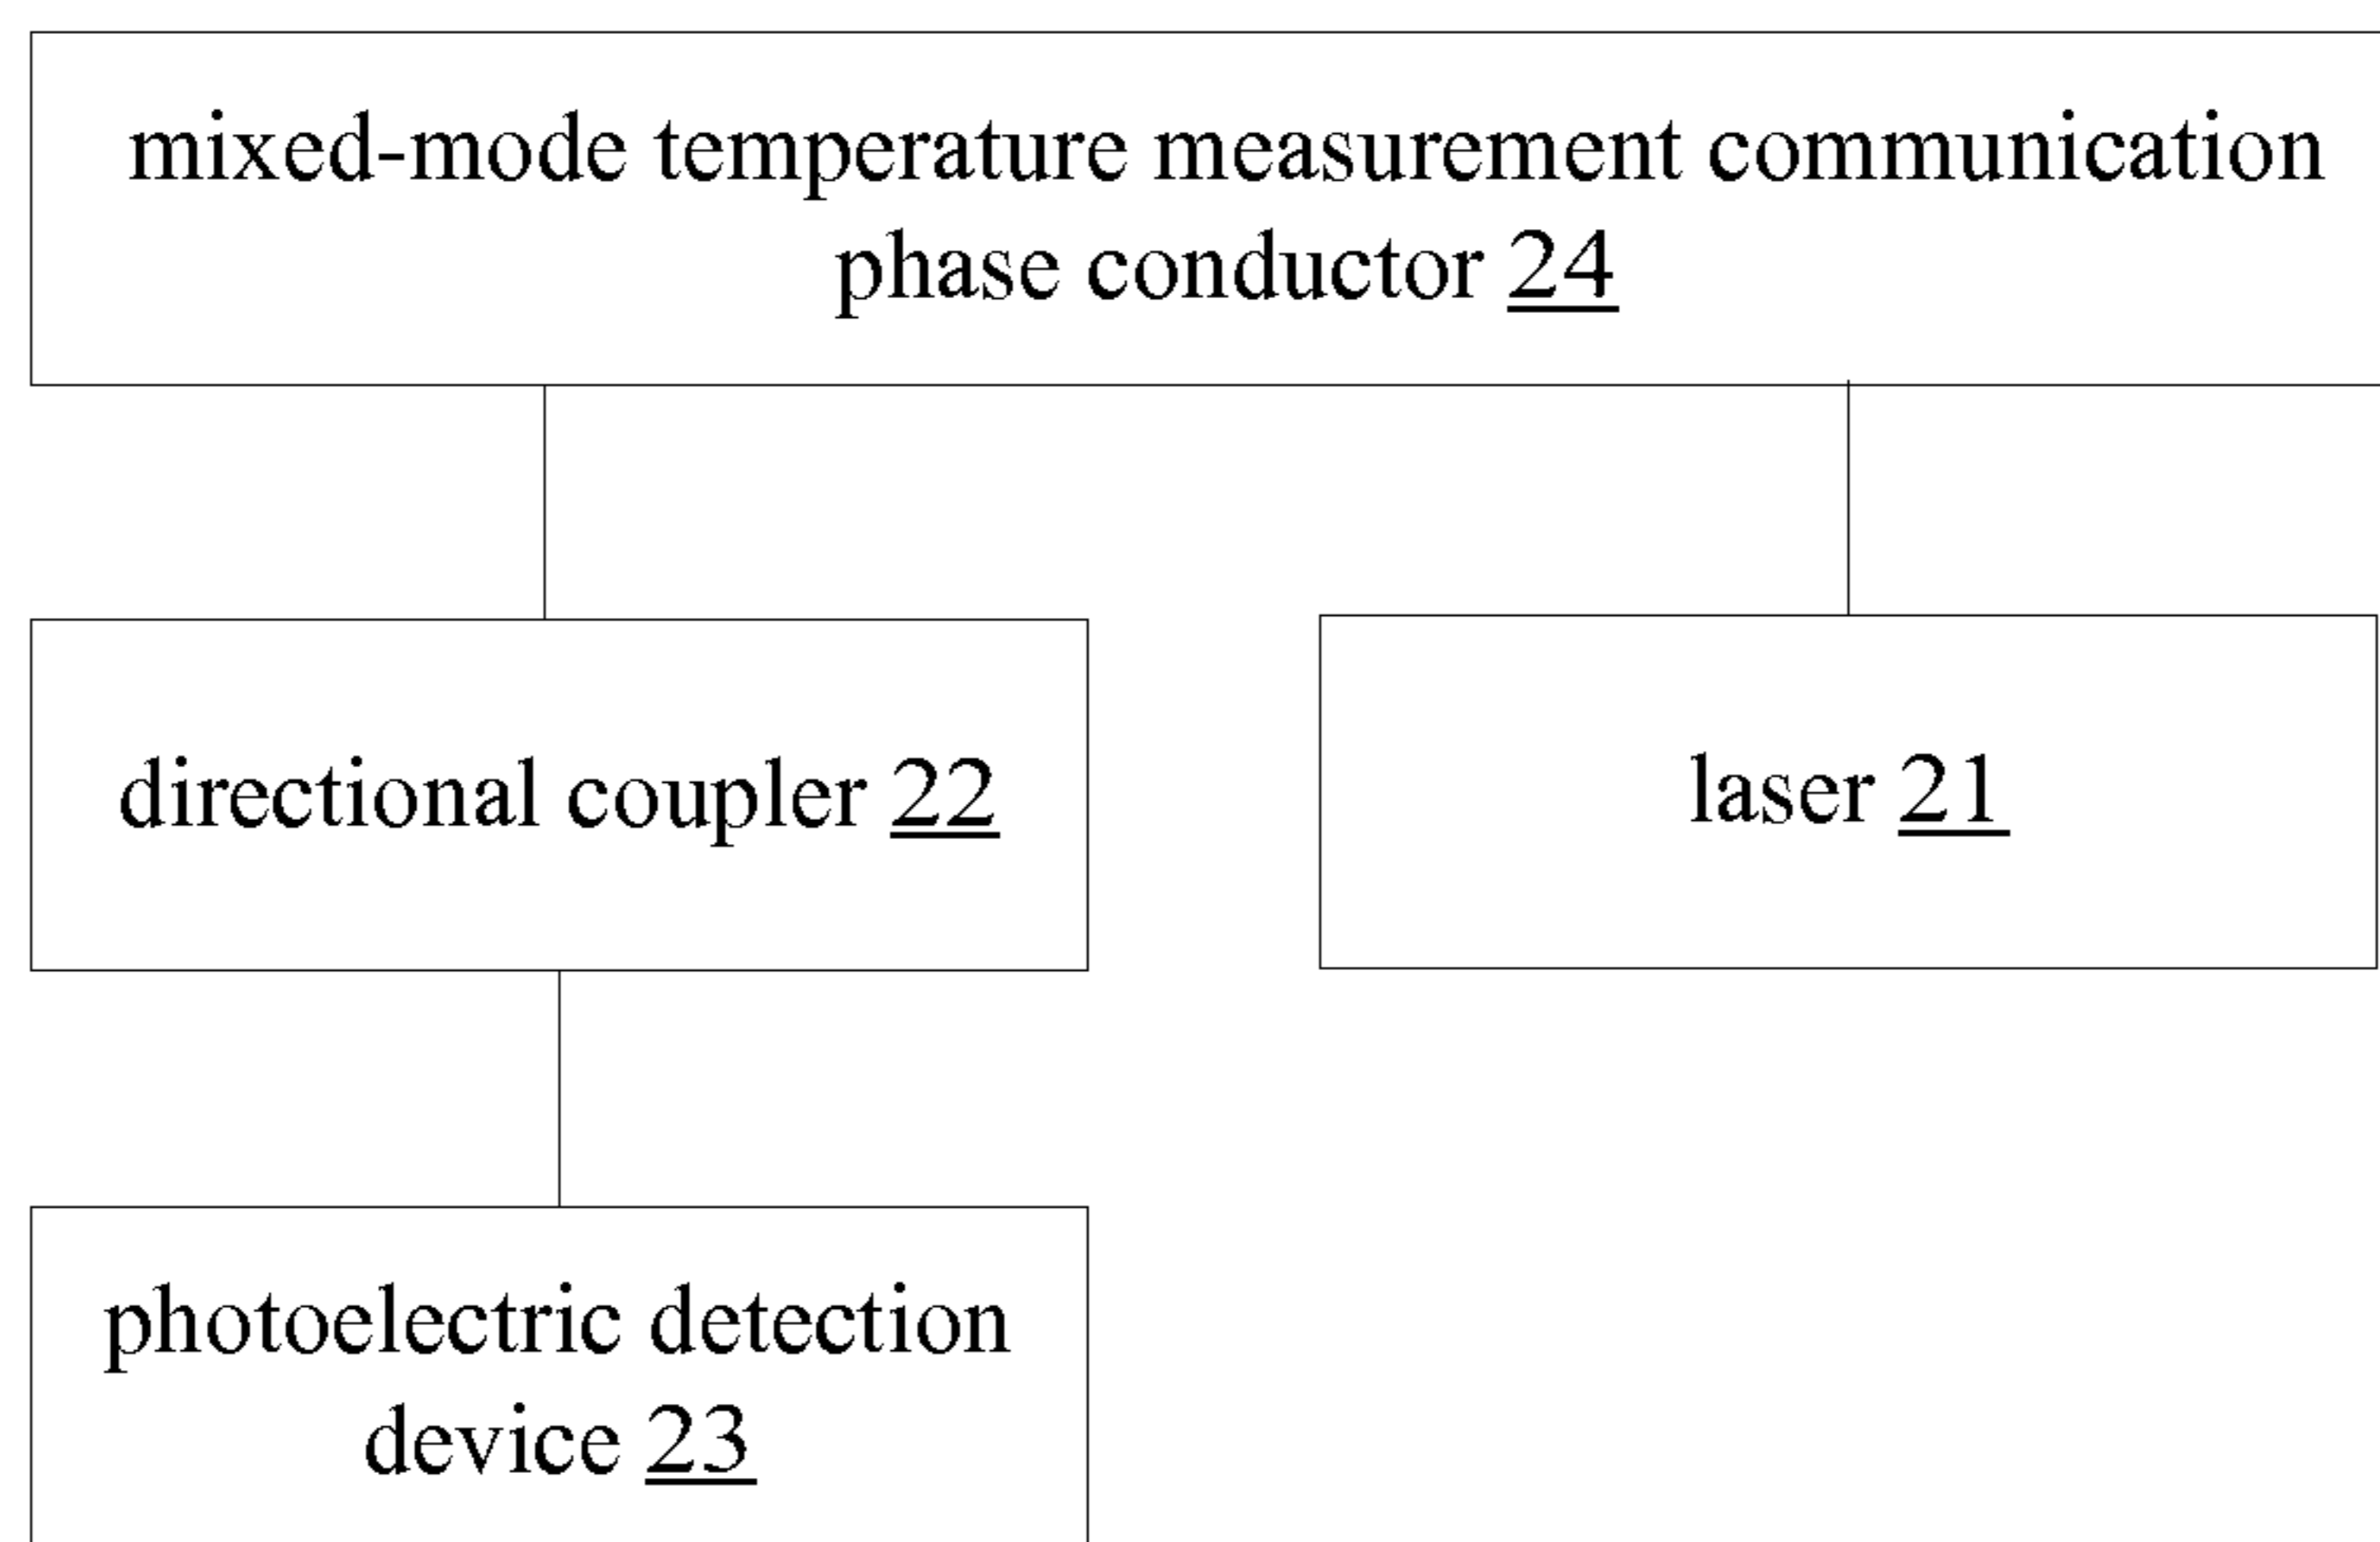 mixed-mode temperature measurement communication
phase conductor 24
directional coupler 22
laser 21
photoelectric detection
device 23